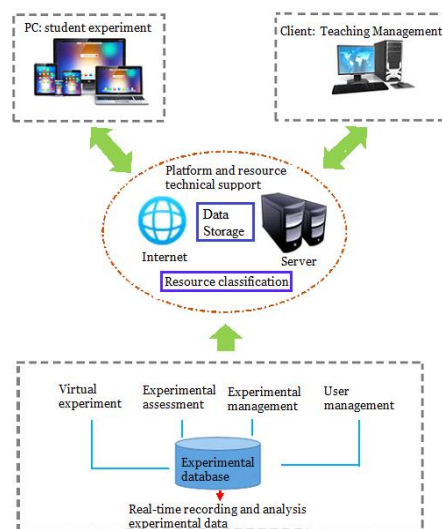 PC: student experiment
Client: Teaching Management
Platform and resource
technical support
Data
Storage
Internet
Server
Resource classification
Virtual
experiment
Experimental
assessment
Experimental
management
User
management
Experimental
database
Real-time recording and analysis
experimental data